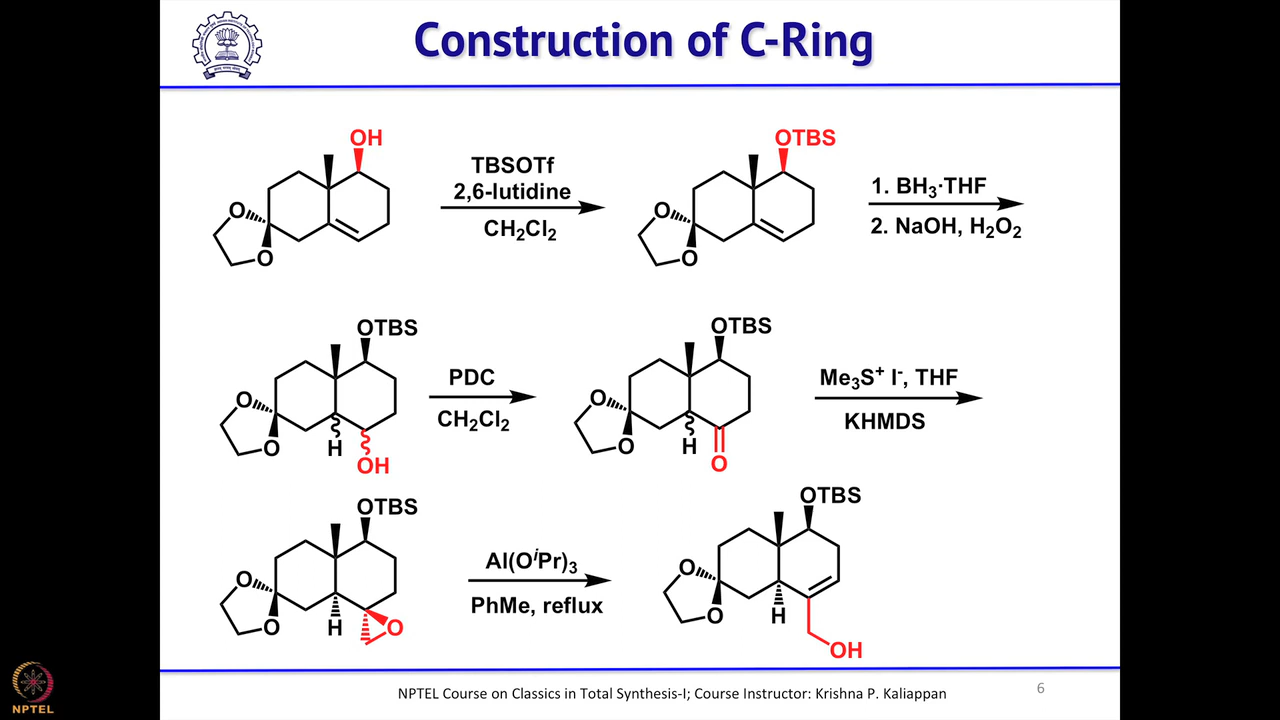 Construction of C-Ring
OH
TBSOTf
2,6-lutidine
CH₂Cl₂
O
O
OTBS
O
O
1. BH₃·THF
2. NaOH, H₂O₂
OTBS
O
O
H
OH
PDC
CH₂Cl₂
OTBS
O
O
H
O
Me₃S⁺ I⁻, THF
KHMDS
OTBS
O
O
H
O
Al(OⁱPr)₃
PhMe, reflux
OTBS
O
O
H
OH
NPTEL
NPTEL Course on Classics in Total Synthesis-I; Course Instructor: Krishna P. Kaliappan
6